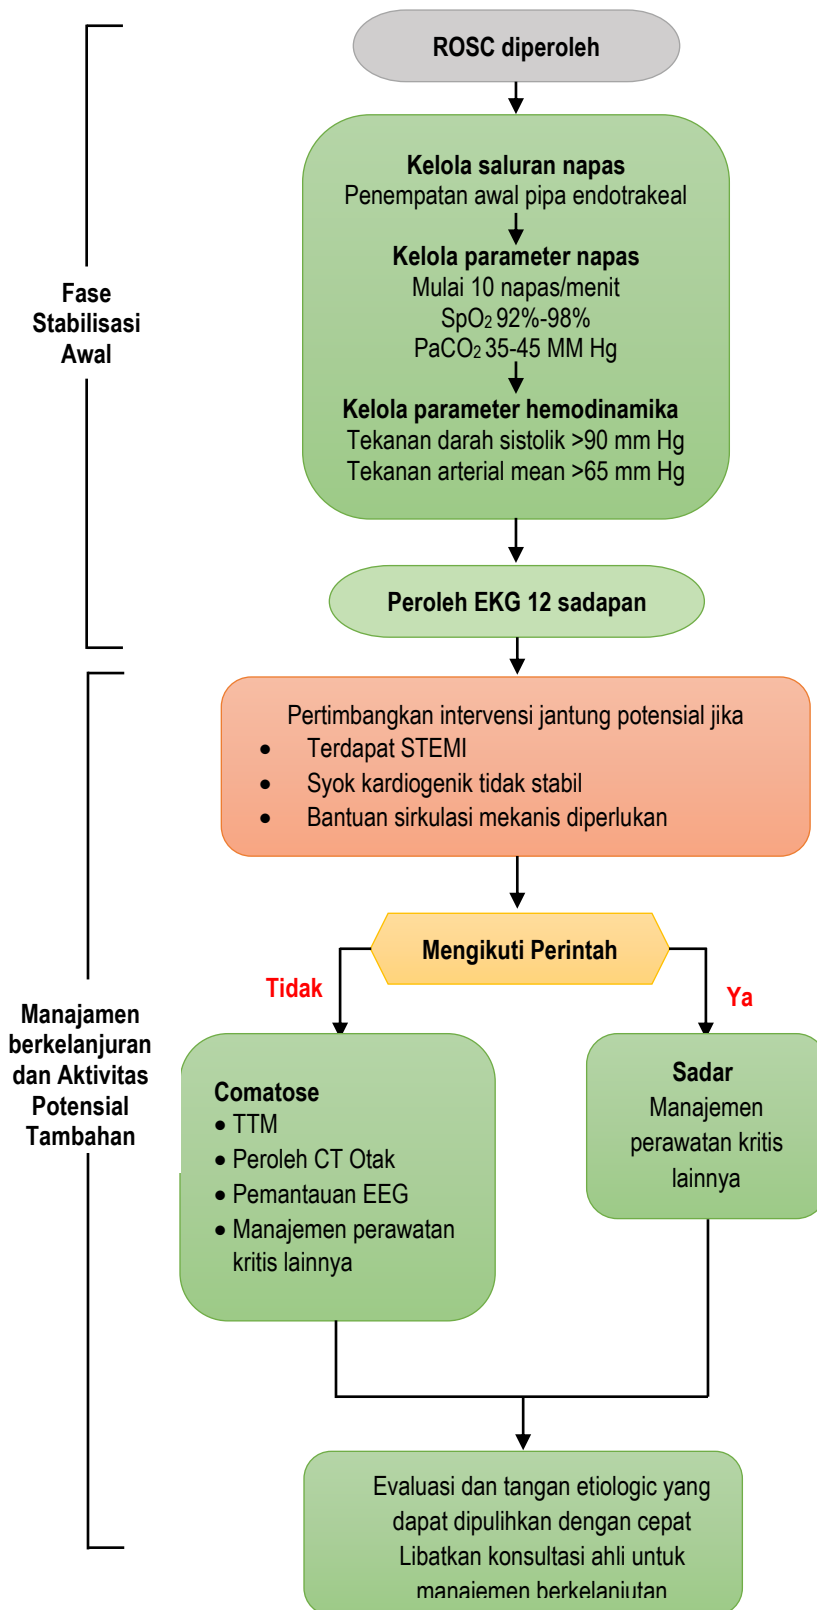 ROSC diperoleh
Kelola saluran napas
Penempatan awal pipa endotrakeal
Kelola parameter napas
Mulai 10 napas/menit
SpO2 92%-98%
PaCO2 35-45 MM Hg
Kelola parameter hemodinamika
Tekanan darah sistolik >90 mm Hg
Tekanan arterial mean >65 mm Hg
Fase
Stabilisasi
Awal
Peroleh EKG 12 sadapan
Pertimbangkan intervensi jantung potensial jika
• Terdapat STEMI
• Syok kardiogenik tidak stabil
• Bantuan sirkulasi mekanis diperlukan
Mengikuti Perintah
Tidak
Ya
Manajamen
berkelanjuran
dan Aktivitas
Potensial
Tambahan
Comatose
• TTM
• Peroleh CT Otak
• Pemantauan EEG
• Manajemen perawatan
kritis lainnya
Sadar
Manajemen
perawatan kritis
lainnya
Evaluasi dan tangan etiologic yang
dapat dipulihkan dengan cepat
Libatkan konsultasi ahli untuk
manajemen berkelanjutan